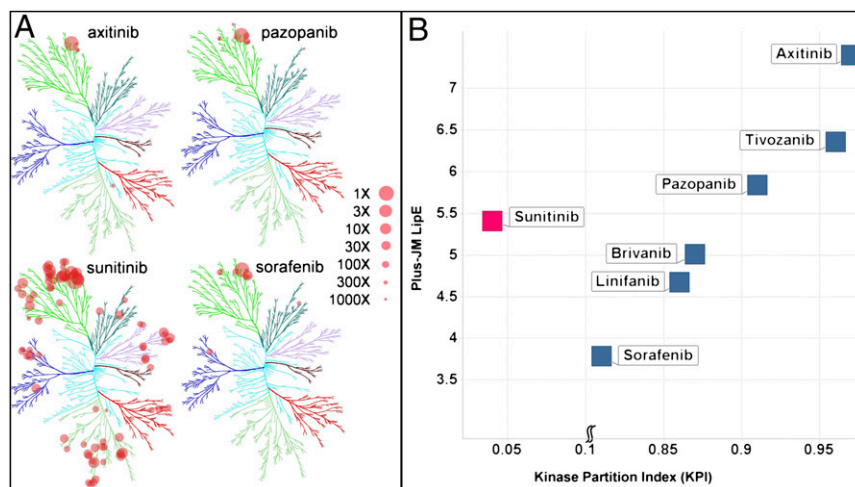 A
axitinib
pazopanib
1X
3X
10X
30X
100X
300X
1000X
sunitinib
sorafenib
B
Plus-JM LipE
7
6.5
6
5.5
5
4.5
4
3.5
Axitinib
Tivozanib
Pazopanib
Sunitinib
Brivanib
Linifanib
Sorafenib
0.05
0.1
0.85
0.9
0.95
Kinase Partition Index (KPI)